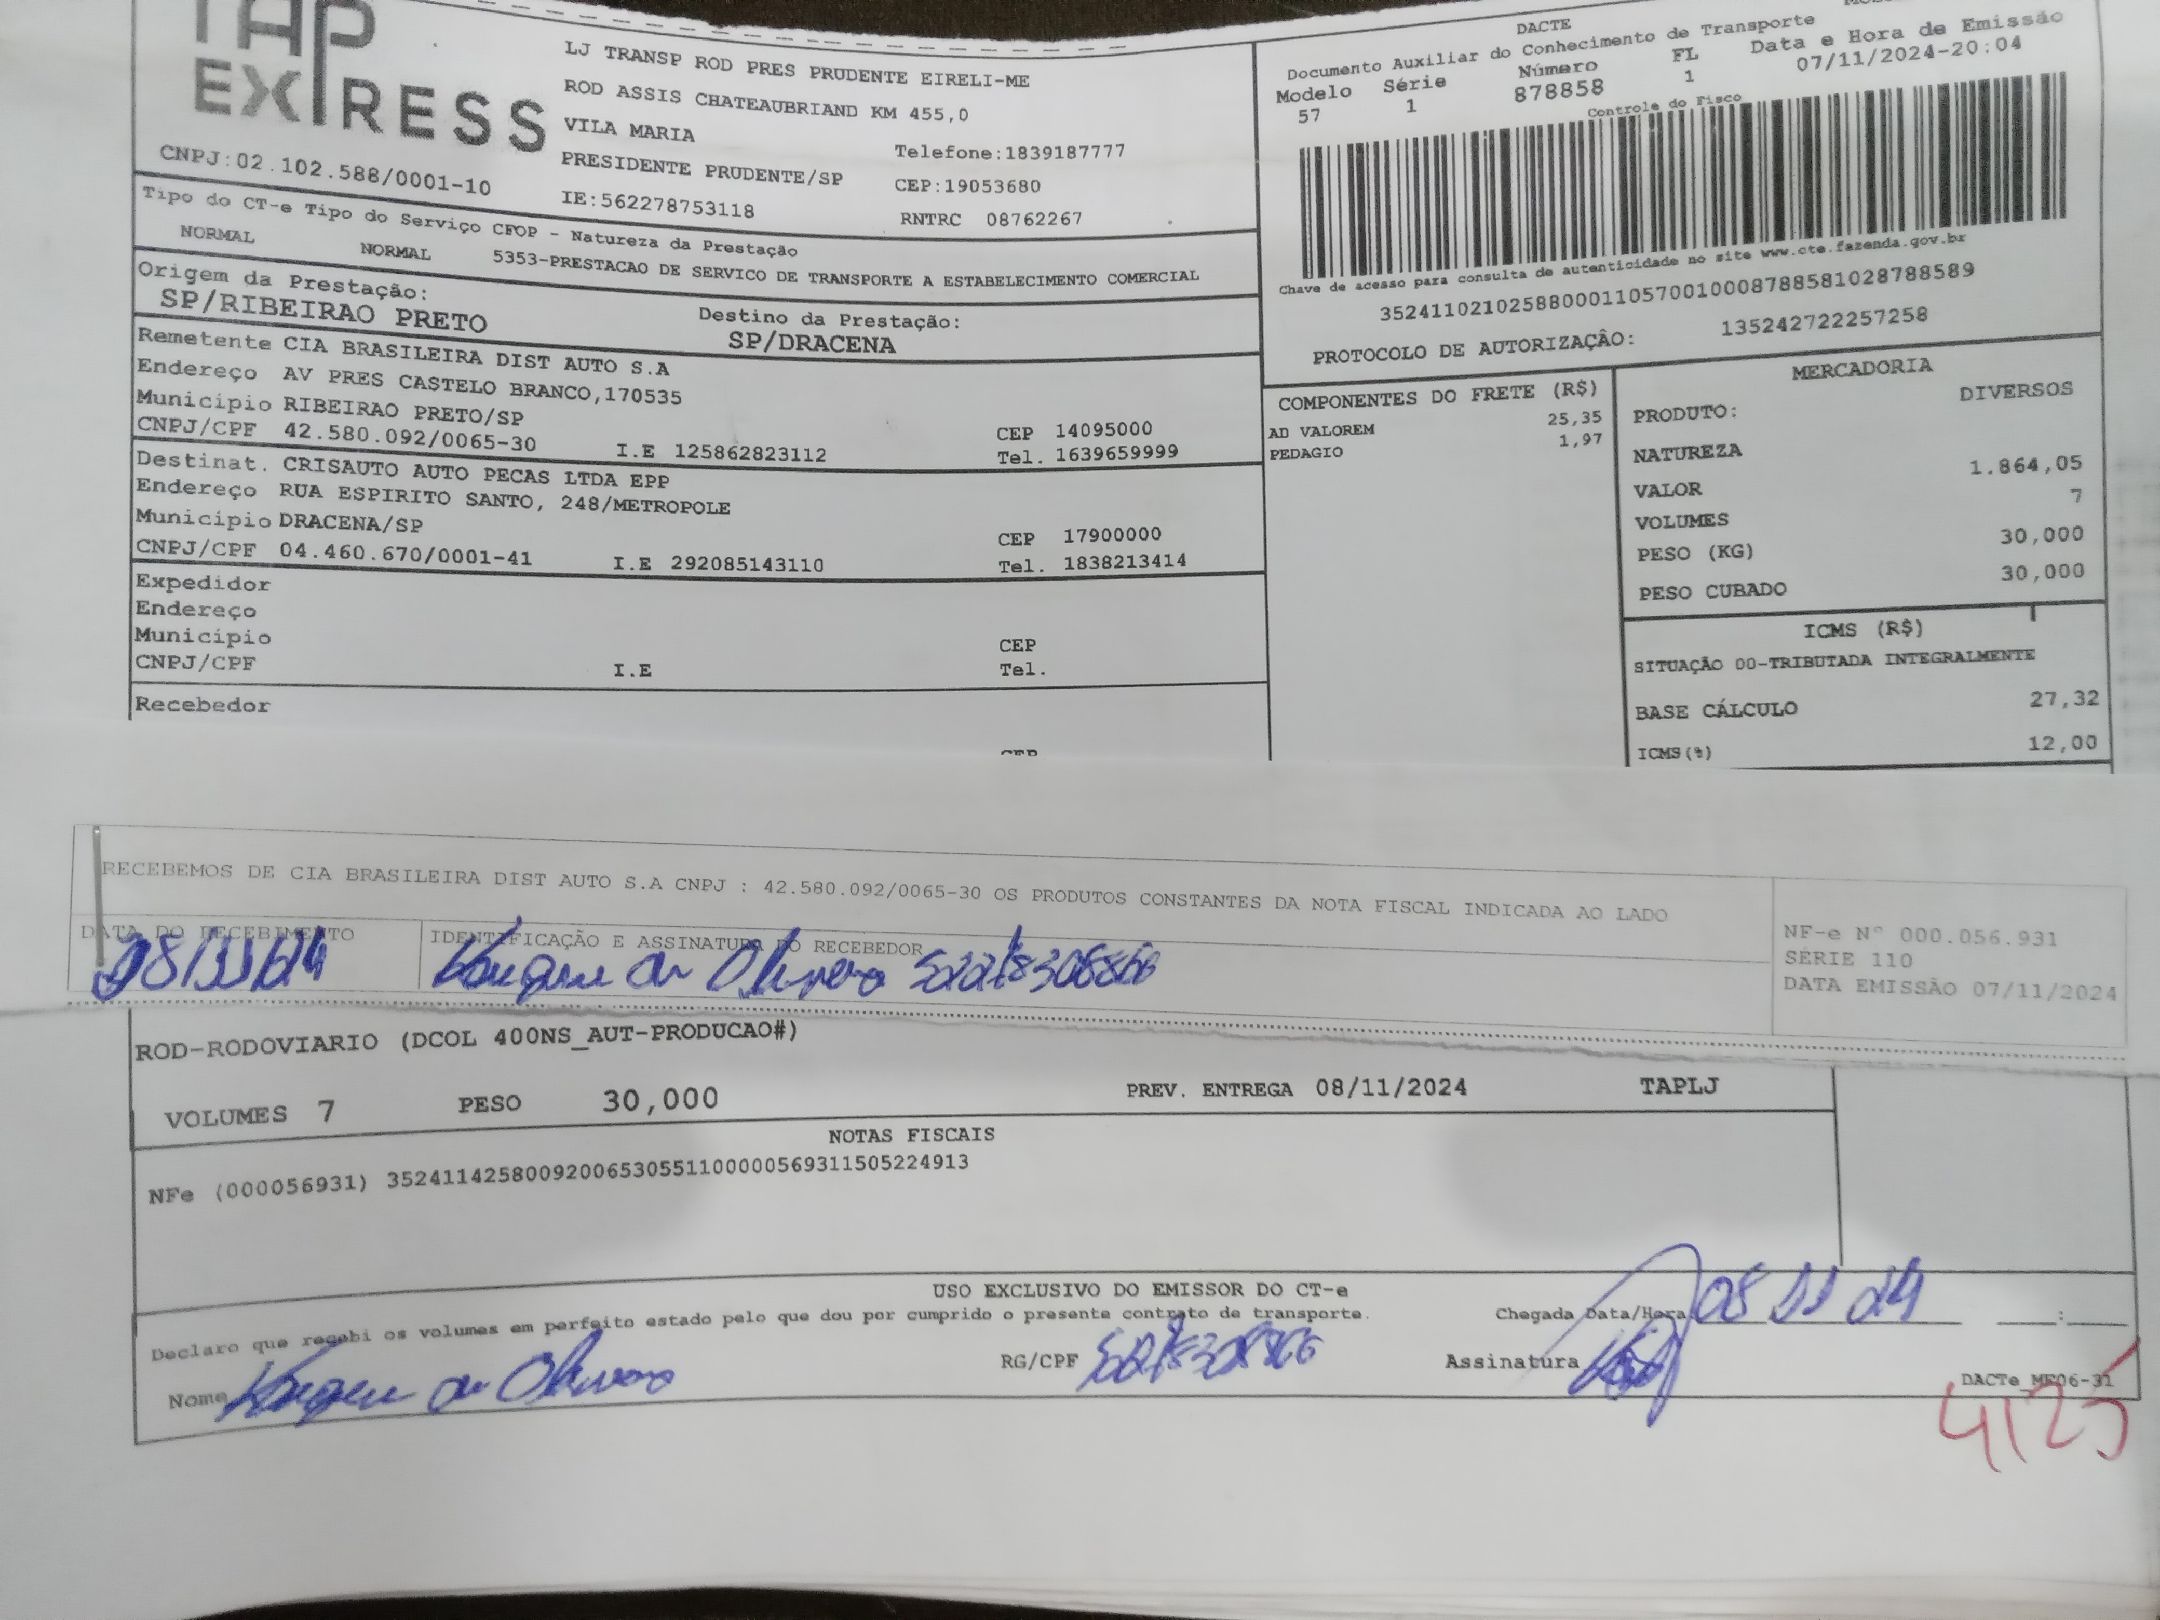 TAP
EXPRESS
CNPJ:02.102.588/0001-10
LJ TRANSP ROD PRES PRUDENTE EIRELI-ME
ROD ASSIS CHATEAUBRIAND KM 455,0
VILA MARIA
Telefone:1839187777
PRESIDENTE PRUDENTE/SP CEP:19053680
IE:562278753118 RNTRC 08762267
DACTE
Documento Auxiliar do Conhecimento de Transporte
Modelo Série Número FL Data e Hora de Emissão
57 1 878858 1 07/11/2024-20:04
Controle do Fisco
Chave de acesso para consulta de autenticidade no site www.cte.fazenda.gov.br
35241102102588000110570010008788581028788589
PROTOCOLO DE AUTORIZAÇÃO: 135242722257258
Tipo do CT-e Tipo do Serviço CFOP - Natureza da Prestação
NORMAL NORMAL 5353-PRESTACAO DE SERVICO DE TRANSPORTE A ESTABELECIMENTO COMERCIAL
Origem da Prestação: Destino da Prestação:
SP/RIBEIRAO PRETO SP/DRACENA
Remetente CIA BRASILEIRA DIST AUTO S.A
Endereço AV PRES CASTELO BRANCO,170535
Município RIBEIRAO PRETO/SP CEP 14095000
CNPJ/CPF 42.580.092/0065-30 I.E 125862823112 Tel. 1639659999
Destinat. CRISAUTO AUTO PECAS LTDA EPP
Endereço RUA ESPIRITO SANTO, 248/METROPOLE
Município DRACENA/SP CEP 17900000
CNPJ/CPF 04.460.670/0001-41 I.E 292085143110 Tel. 1838213414
Expedidor
Endereço
Município CEP
CNPJ/CPF I.E Tel.
Recebedor
CEP
COMPONENTES DO FRETE (R$)
AD VALOREM 25,35
PEDAGIO 1,97
MERCADORIA
PRODUTO: DIVERSOS
NATUREZA
VALOR 1.864,05
VOLUMES 7
PESO (KG) 30,000
PESO CUBADO 30,000
ICMS (R$)
SITUAÇÃO 00-TRIBUTADA INTEGRALMENTE
BASE CÁLCULO 27,32
ICMS(%) 12,00
RECEBEMOS DE CIA BRASILEIRA DIST AUTO S.A CNPJ : 42.580.092/0065-30 OS PRODUTOS CONSTANTES DA NOTA FISCAL INDICADA AO LADO
DATA DO RECEBIMENTO IDENTIFICAÇÃO E ASSINATURA DO RECEBEDOR
08/11/24 de Oliveira
NF-e Nº 000.056.931
SÉRIE 110
DATA EMISSÃO 07/11/2024
ROD-RODOVIARIO (DCOL 400NS_AUT-PRODUCAO#)
VOLUMES 7 PESO 30,000 PREV. ENTREGA 08/11/2024 TAPLJ
NOTAS FISCAIS
NFe (000056931) 35241142580092006530551100000569311505224913
USO EXCLUSIVO DO EMISSOR DO CT-e
Declaro que recebi os volumes em perfeito estado pelo que dou por cumprido o presente contrato de transporte.
Chegada Data/Hora 08 11 24 :
Nome de Oliveira RG/CPF Assinatura
DACTe_MF06-31
4125